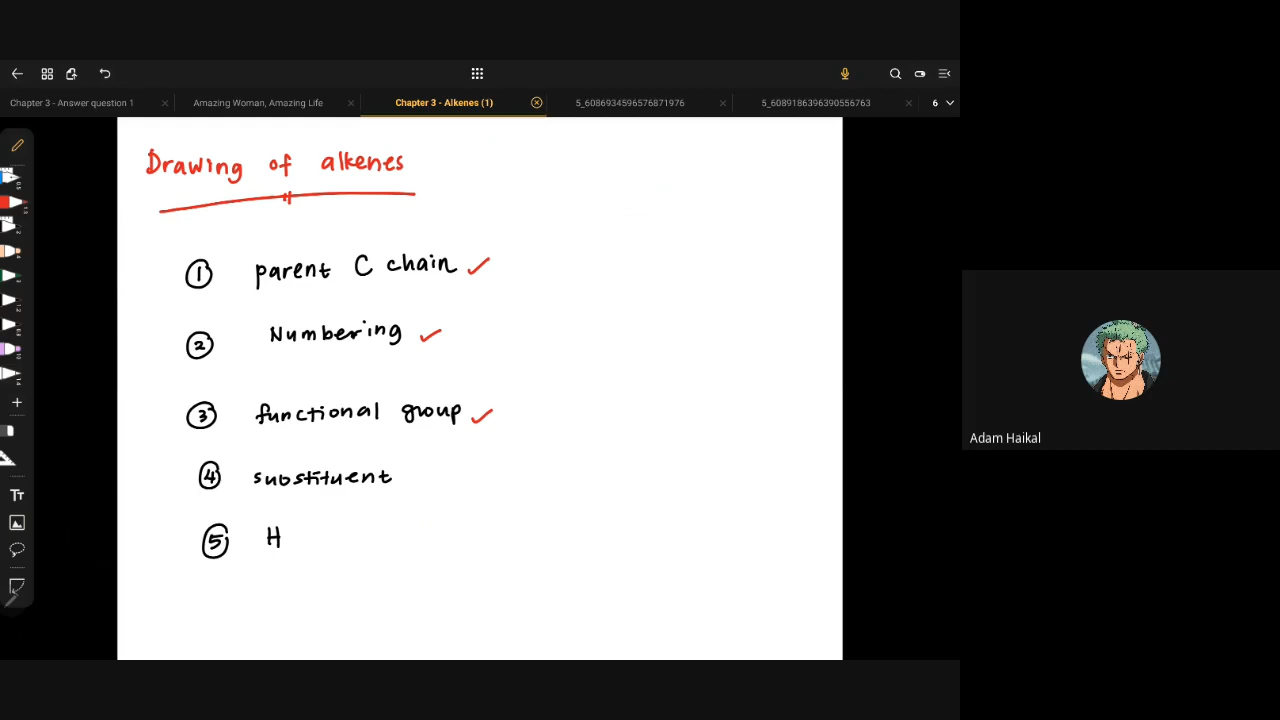 Chapter 3 - Answer question 1
Amazing Woman, Amazing Life
Chapter 3 - Alkenes (1)
5_6086934596576871976
5_6089186396390556763
6
Drawing of alkenes
1 parent C chain ✓
2 Numbering ✓
3 functional group ✓
4 substituent
5 H
Tт
Adam Haikal